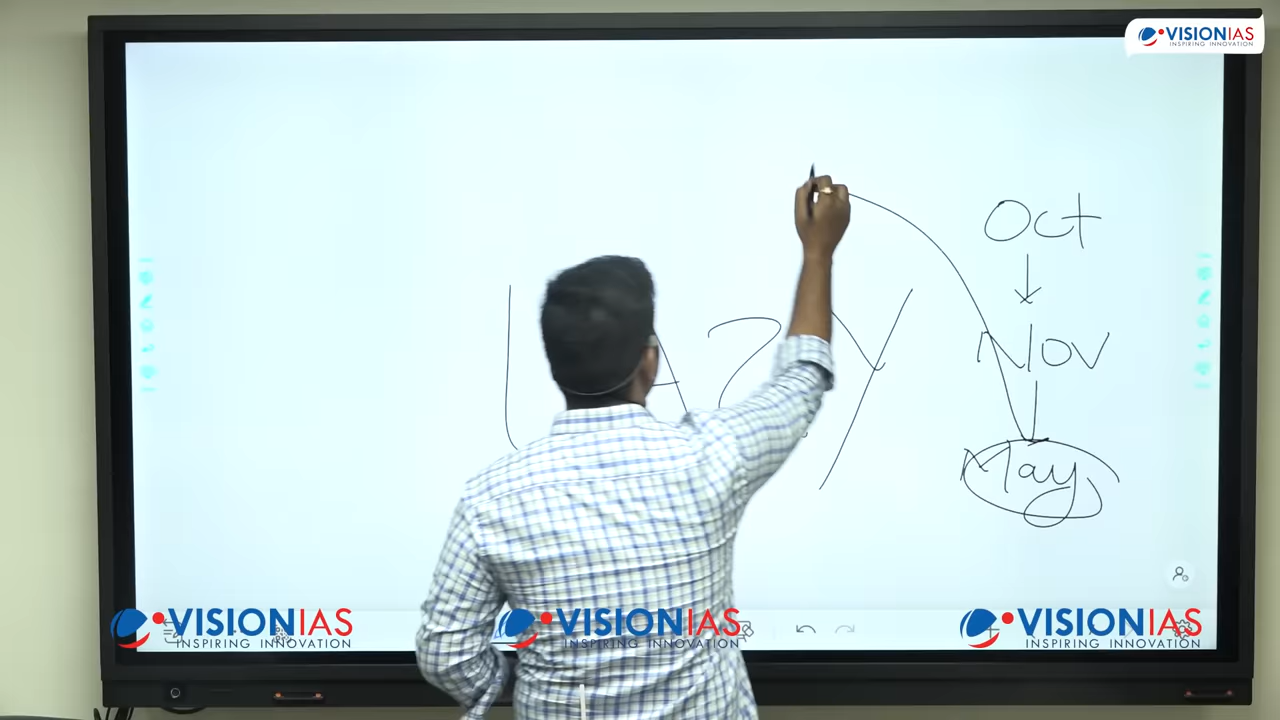 VISIONIAS
INSPIRING INNOVATION
Oct
Nov
May
LAZY
VISIONIAS
INSPIRING INNOVATION
VISIONIAS
INSPIRING INNOVATION
VISIONIAS
INSPIRING INNOVATION